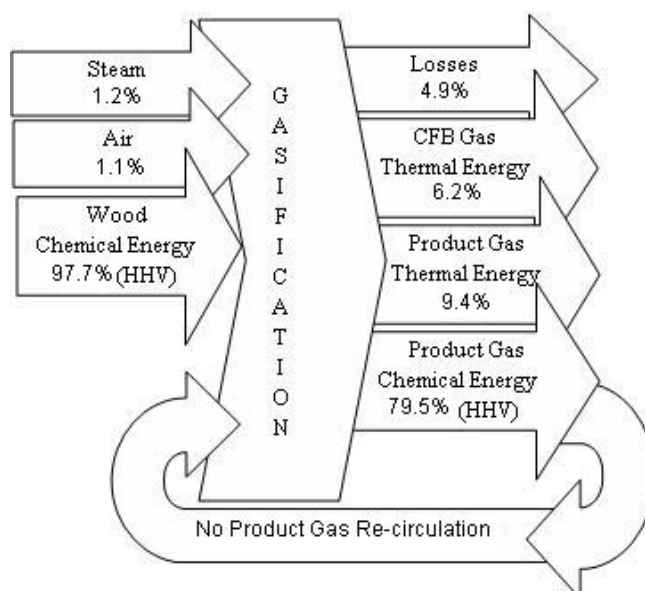 Steam
1.2%
Air
1.1%
Wood
Chemical Energy
97.7% (HHV)
GASIFICATION
Losses
4.9%
CFB Gas
Thermal Energy
6.2%
Product Gas
Thermal Energy
9.4%
Product Gas
Chemical Energy
79.5% (HHV)
No Product Gas Re-circulation